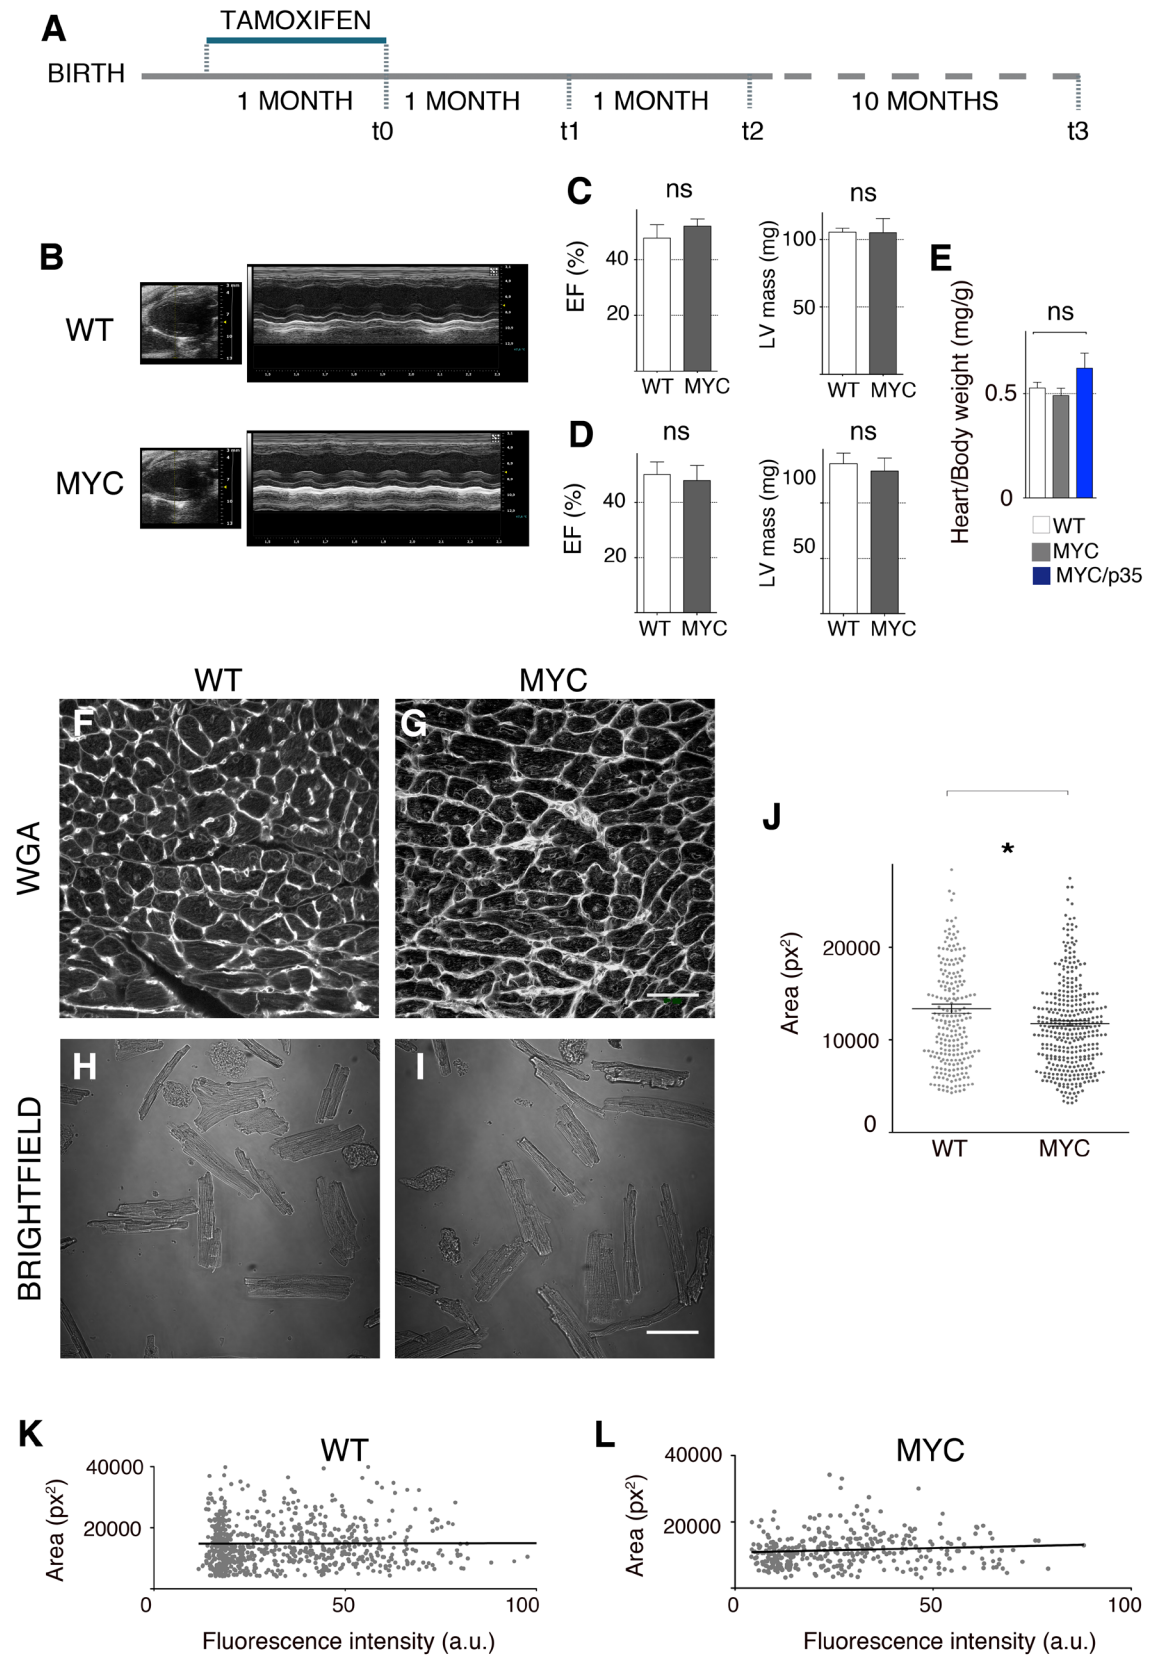 A
TAMOXIFEN
BIRTH
1 MONTH 1 MONTH 1 MONTH 10 MONTHS
t0 t1 t2 t3
B
WT
MYC
C
ns
EF (%)
40
20
WT MYC
ns
LV mass (mg)
100
50
WT MYC
D
ns
EF (%)
40
20
WT MYC
ns
LV mass (mg)
100
50
WT MYC
E
ns
Heart/Body weight (mg/g)
0.5
0
WT
MYC
MYC/p35
WT MYC
WGA
F G
BRIGHTFIELD
H I
J
*
Area (px²)
20000
10000
0
WT MYC
K
WT
Area (px²)
40000
20000
0 50 100
Fluorescence intensity (a.u.)
L
MYC
Area (px²)
40000
20000
0 50 100
Fluorescence intensity (a.u.)